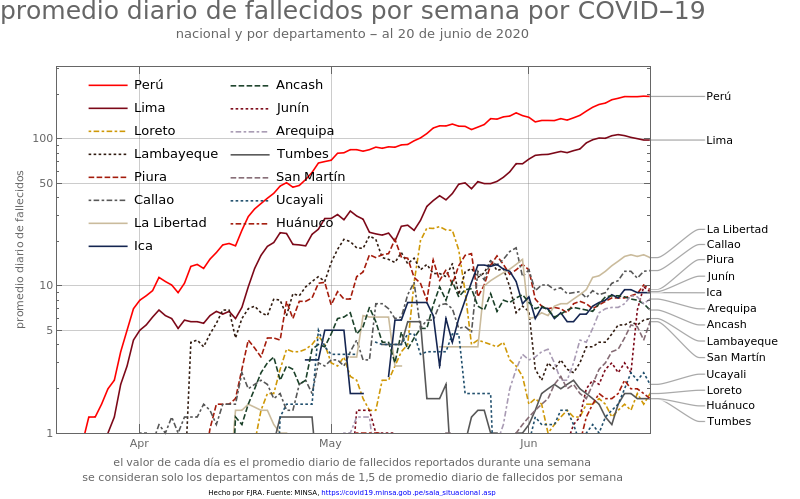 promedio diario de fallecidos por semana por COVID−19
nacional y por departamento − al 20 de junio de 2020
promedio diario de fallecidos
100
50
10
5
1
Apr
May
Jun
Perú
Lima
Loreto
Lambayeque
Piura
Callao
La Libertad
Ica
Ancash
Junín
Arequipa
Tumbes
San Martín
Ucayali
Huánuco
Perú
Lima
La Libertad
Callao
Piura
Junín
Ica
Arequipa
Ancash
Lambayeque
San Martín
Ucayali
Loreto
Huánuco
Tumbes
el valor de cada día es el promedio diario de fallecidos reportados durante una semana
se consideran solo los departamentos con más de 1,5 de promedio diario de fallecidos por semana
Hecho por FJRA. Fuente: MINSA, https://covid19.minsa.gob.pe/sala_situacional.asp